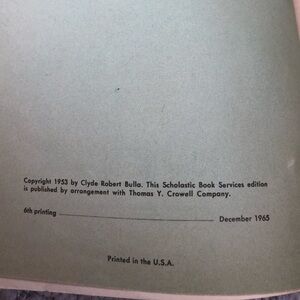 Copyright 1953 by Clyde Robert Bulla. This Scholastic Book Services edition
is published by arrangement with Thomas Y. Crowell Company.
6th printing December 1965
Printed in the U.S.A.